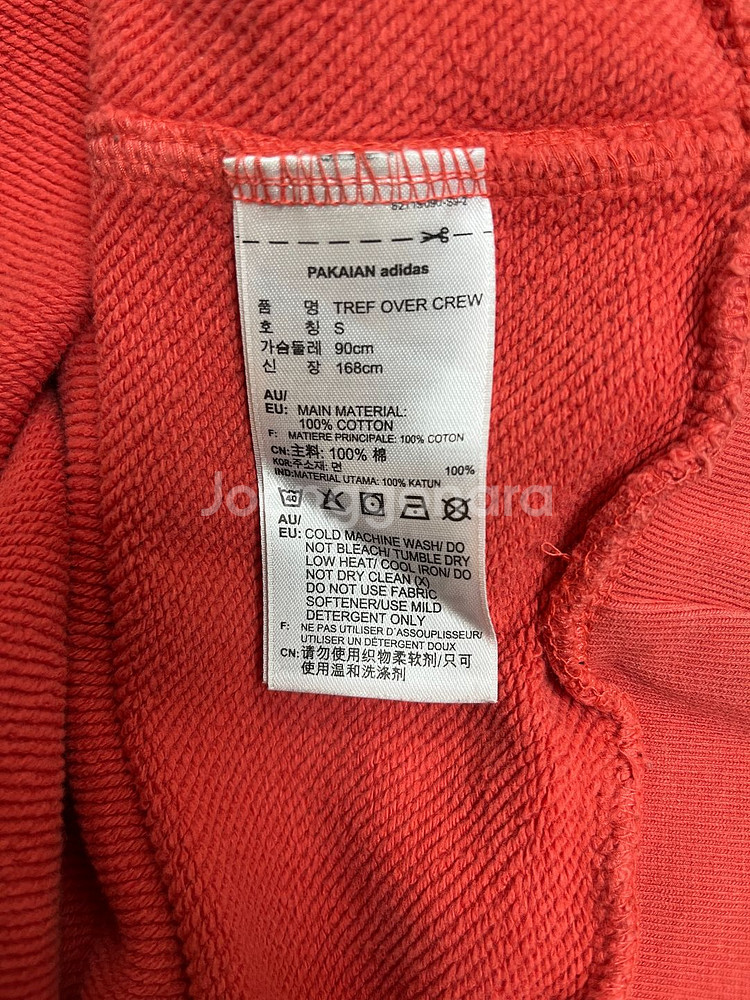 PAKAIAN adidas
품 명 TREF OVER CREW
호 칭 S
가슴둘레 90cm
신 장 168cm
AU/
EU: MAIN MATERIAL:
100% COTTON
F: MATIERE PRINCIPALE: 100% COTON
CN:主料: 100% 棉
KOR:주소재: 면 100%
IND:MATERIAL UTAMA: 100% KATUN
40
AU/
EU: COLD MACHINE WASH/ DO
NOT BLEACH/ TUMBLE DRY
LOW HEAT/ COOL IRON/ DO
NOT DRY CLEAN (X)
DO NOT USE FABRIC
SOFTENER/USE MILD
DETERGENT ONLY
F: NE PAS UTILISER D'ASSOUPLISSEUR/
UTILISER UN DÉTERGENT DOUX
CN:请勿使用织物柔软剂/只可
使用温和洗涤剂